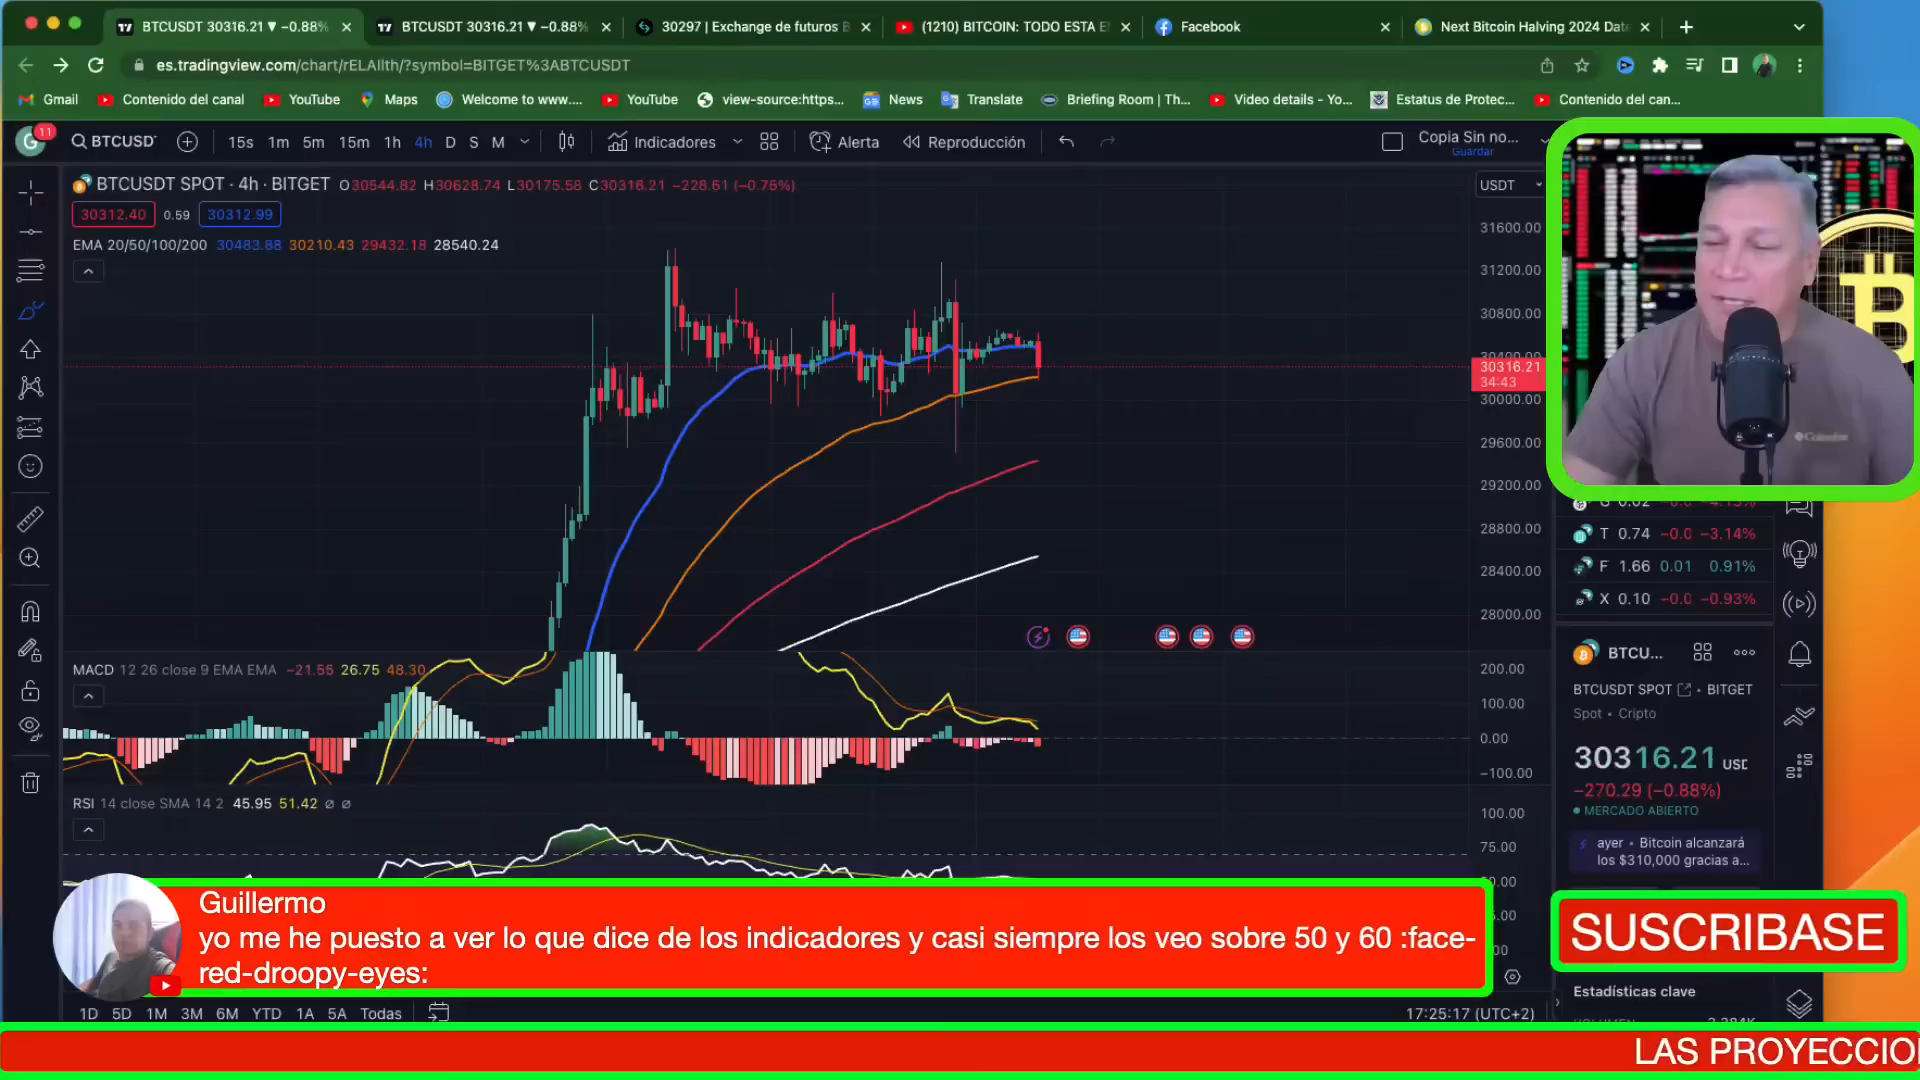 BTCUSDT 30316.21 ▼ −0.88%
BTCUSDT 30316.21 ▼ −0.88%
30297 | Exchange de futuros B
(1210) BITCOIN: TODO ESTA E
Facebook
Next Bitcoin Halving 2024 Date
es.tradingview.com/chart/rELAIlth/?symbol=BITGET%3ABTCUSDT
Gmail
Contenido del canal
YouTube
Maps
Welcome to www....
YouTube
view-source:https...
News
Translate
Briefing Room | Th...
Video details - Yo...
Estatus de Protec...
Contenido del can...
G 11
BTCUSD
15s 1m 5m 15m 1h 4h D S M
Indicadores
Alerta
Reproducción
Copia Sin no...
Guardar
BTCUSDT SPOT · 4h · BITGET O30544.82 H30628.74 L30175.58 C30316.21 −228.61 (−0.75%)
30312.40 0.59 30312.99
EMA 20/50/100/200 30483.88 30210.43 29432.18 28540.24
USDT
31600.00
31200.00
30800.00
30400.00
30316.21
34:43
30000.00
29600.00
29200.00
28800.00
28400.00
28000.00
MACD 12 26 close 9 EMA EMA −21.55 26.75 48.30
200.00
100.00
0.00
−100.00
RSI 14 close SMA 14 2 45.95 51.42 ∅ ∅
100.00
75.00
Columbia
T 0.74 −0.0 −3.14%
F 1.66 0.01 0.91%
X 0.10 −0.0 −0.93%
BTCU...
BTCUSDT SPOT • BITGET
Spot • Cripto
30316.21
−270.29 (−0.88%)
MERCADO ABIERTO
ayer • Bitcoin alcanzará
los $310,000 gracias a...
Guillermo
yo me he puesto a ver lo que dice de los indicadores y casi siempre los veo sobre 50 y 60 :face-
red-droopy-eyes:
SUSCRIBASE
Estadísticas clave
1D 5D 1M 3M 6M YTD 1A 5A Todas
17:25:17 (UTC+2)
LAS PROYECCIO